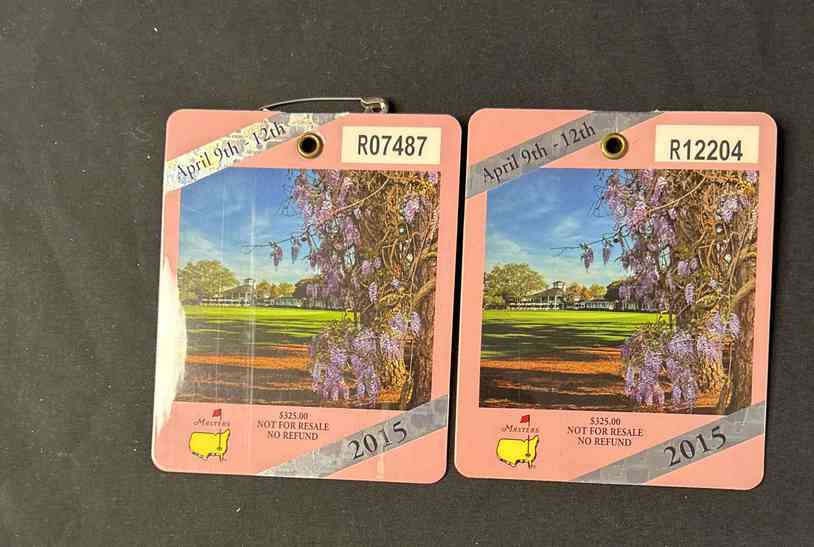 April 9th - 12th
R07487
MASTERS
$325.00
NOT FOR RESALE
NO REFUND
2015
April 9th - 12th
R12204
MASTERS
$325.00
NOT FOR RESALE
NO REFUND
2015